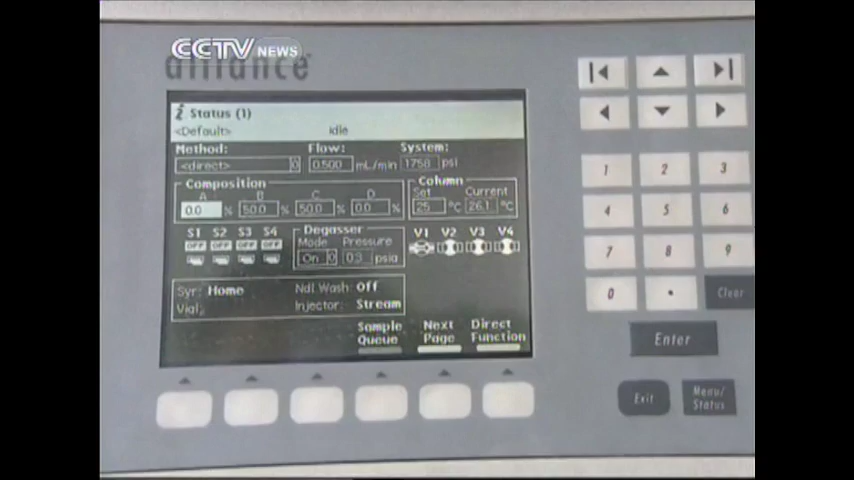 CCTV NEWS
alliance
Status (1)
<Default> Idle
Method: Flow: System:
<direct> 0.500 mL/min 1758 psi
Composition Column
A B C D Set Current
0.0 % 50.0 % 50.0 % 0.0 % 25 °C 26.1 °C
S1 S2 S3 S4 Degasser V1 V2 V3 V4
OFF OFF OFF OFF Mode Pressure
On 0.3 psia
Syr: Home Ndl Wash: Off
Vial: Injector: Stream
Sample Queue Next Page Direct Function
1 2 3
4 5 6
7 8 9
0 . Clear
Enter
Exit Menu/Status